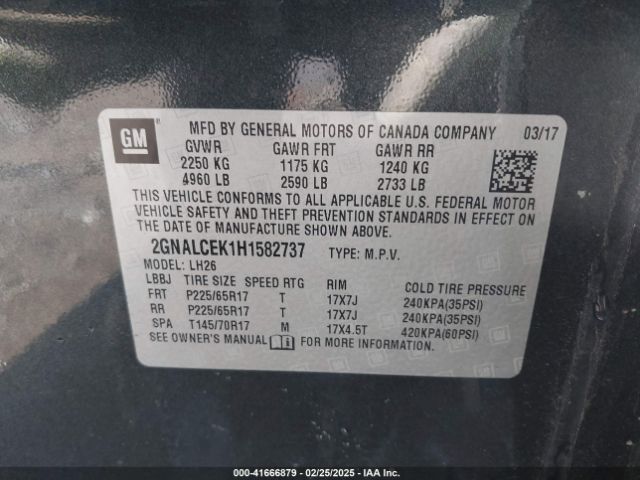 GM ® MFD BY GENERAL MOTORS OF CANADA COMPANY 03/17
GVWR GAWR FRT GAWR RR
2250 KG 1175 KG 1240 KG
4960 LB 2590 LB 2733 LB
THIS VEHICLE CONFORMS TO ALL APPLICABLE U.S. FEDERAL MOTOR
VEHICLE SAFETY AND THEFT PREVENTION STANDARDS IN EFFECT ON
THE DATE OF MANUFACTURE SHOWN ABOVE.
2GNALCEK1H1582737 TYPE: M.P.V.
MODEL: LH26
LBBJ TIRE SIZE SPEED RTG RIM COLD TIRE PRESSURE
FRT P225/65R17 T 17X7J 240KPA(35PSI)
RR P225/65R17 T 17X7J 240KPA(35PSI)
SPA T145/70R17 M 17X4.5T 420KPA(60PSI)
SEE OWNER'S MANUAL FOR MORE INFORMATION.
000-41666879 - 02/25/2025 - IAA Inc.